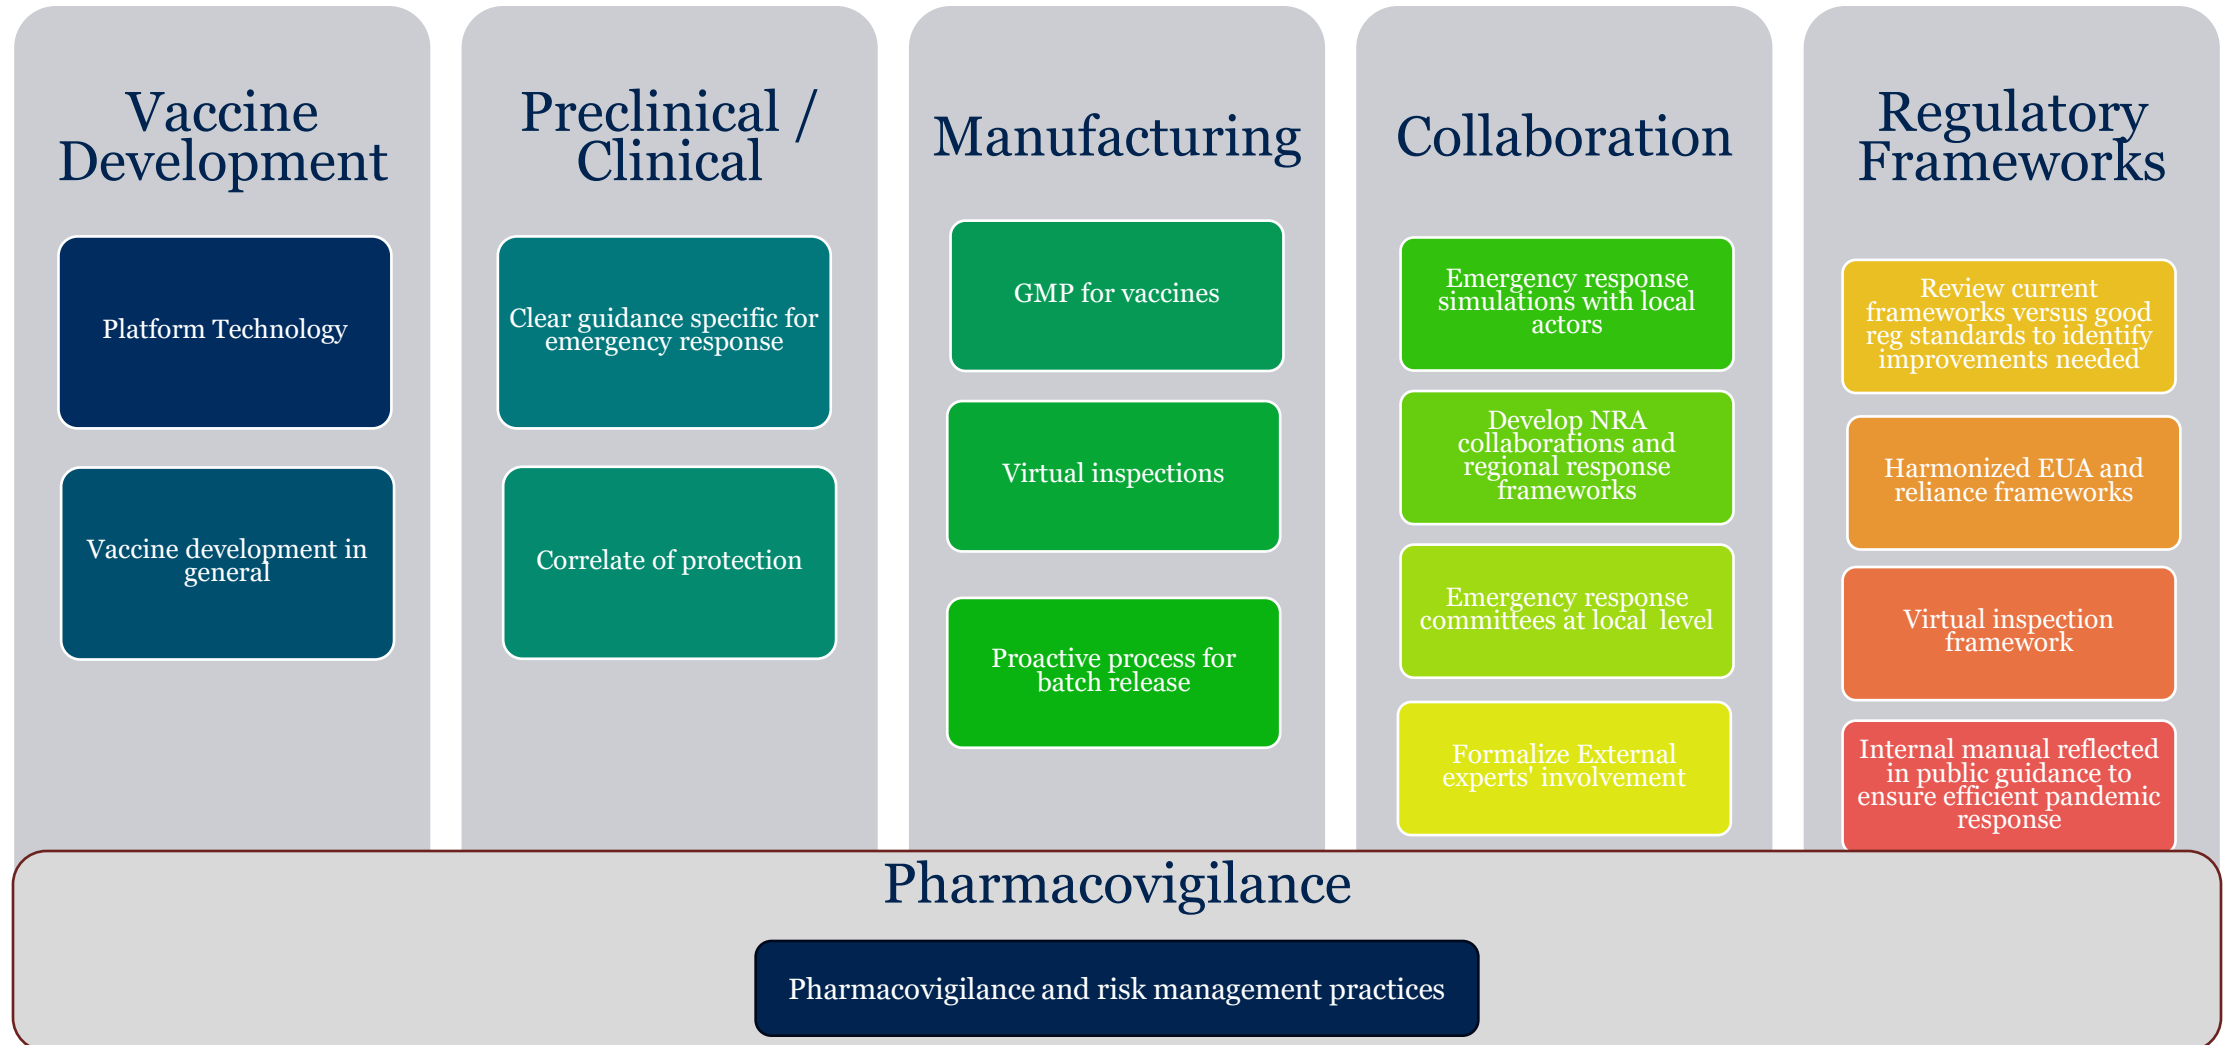 Vaccine
Development
Platform Technology
Vaccine development in
general
Preclinical /
Clinical
Clear guidance specific for
emergency response
Correlate of protection
Manufacturing
GMP for vaccines
Virtual inspections
Proactive process for
batch release
Collaboration
Emergency response
simulations with local
actors
Develop NRA
collaborations and
regional response
frameworks
Emergency response
committees at local level
Formalize External
experts' involvement
Regulatory
Frameworks
Review current
frameworks versus good
reg standards to identify
improvements needed
Harmonized EUA and
reliance frameworks
Virtual inspection
framework
Internal manual reflected
in public guidance to
ensure efficient pandemic
response
Pharmacovigilance
Pharmacovigilance and risk management practices